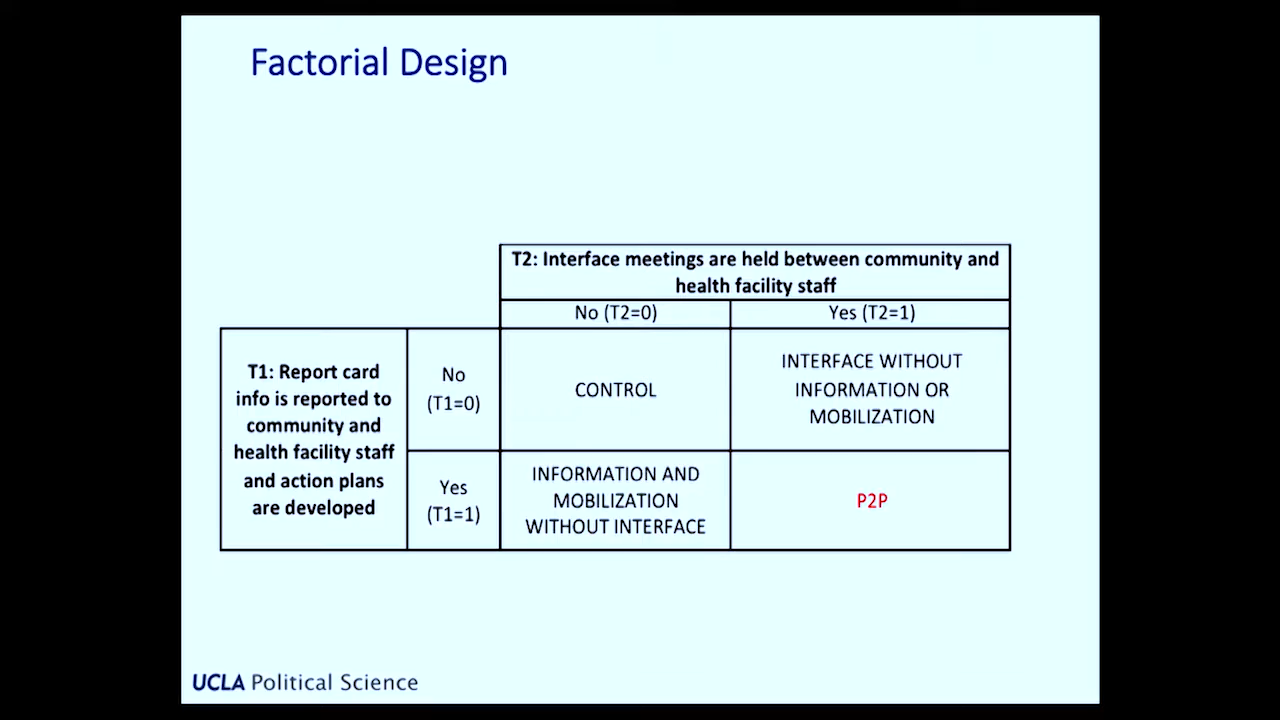 Factorial Design
T2: Interface meetings are held between community and
health facility staff
No (T2=0)
Yes (T2=1)
T1: Report card
info is reported to
community and
health facility staff
and action plans
are developed
No
(T1=0)
CONTROL
INTERFACE WITHOUT
INFORMATION OR
MOBILIZATION
Yes
(T1=1)
INFORMATION AND
MOBILIZATION
WITHOUT INTERFACE
P2P
UCLA Political Science